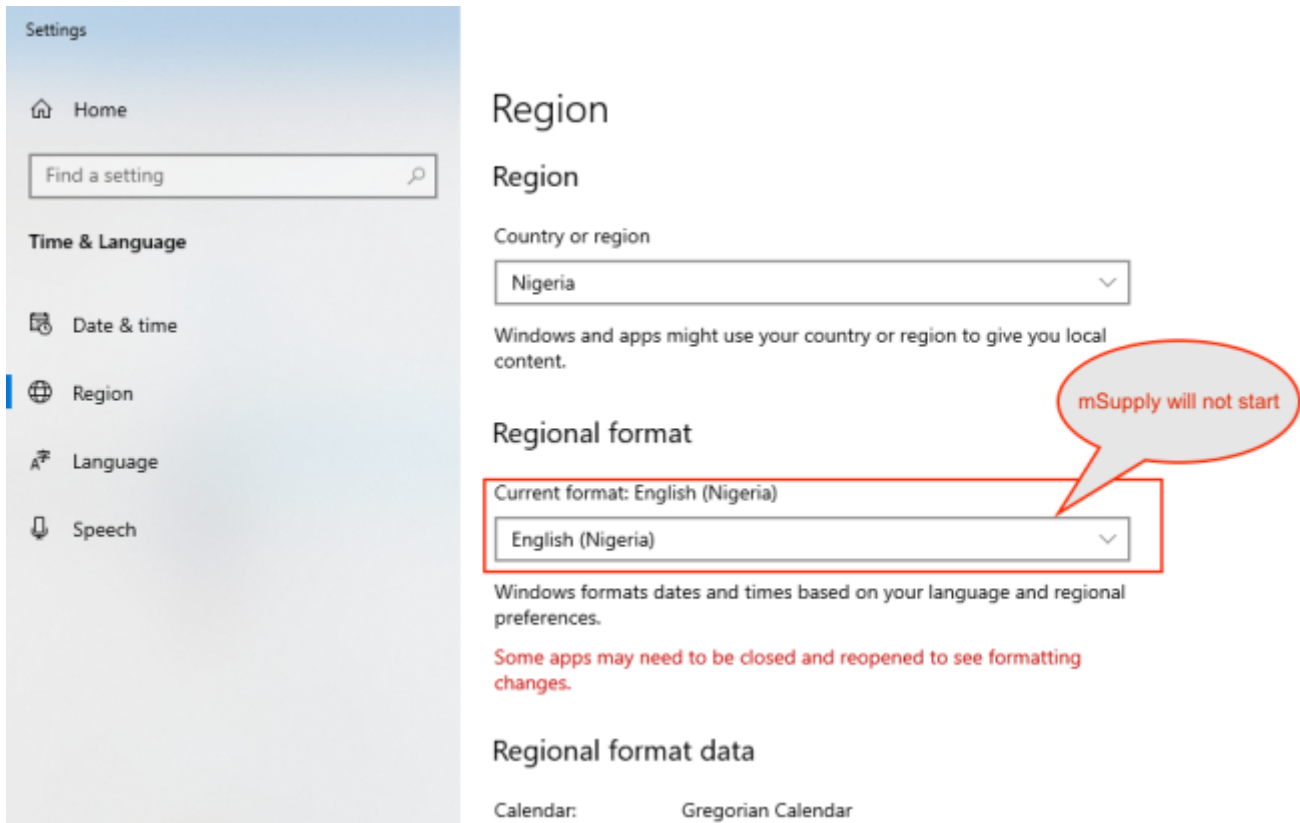 Settings
Home
Find a setting
Time & Language
Date & time
Region
Language
Speech
Region
Region
Country or region
Nigeria
Windows and apps might use your country or region to give you local
content.
mSupply will not start
Regional format
Current format: English (Nigeria)
English (Nigeria)
Windows formats dates and times based on your language and regional
preferences.
Some apps may need to be closed and reopened to see formatting
changes.
Regional format data
Calendar: Gregorian Calendar